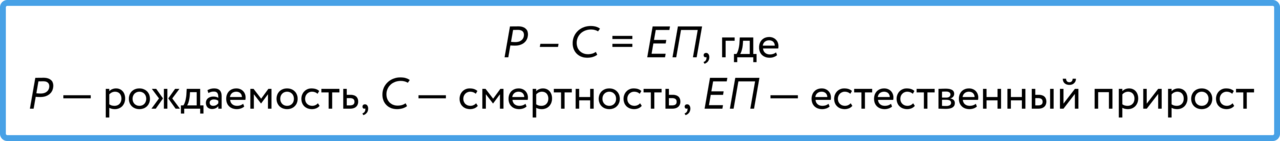 Р – С = ЕП, где
Р — рождаемость, С — смертность, ЕП — естественный прирост